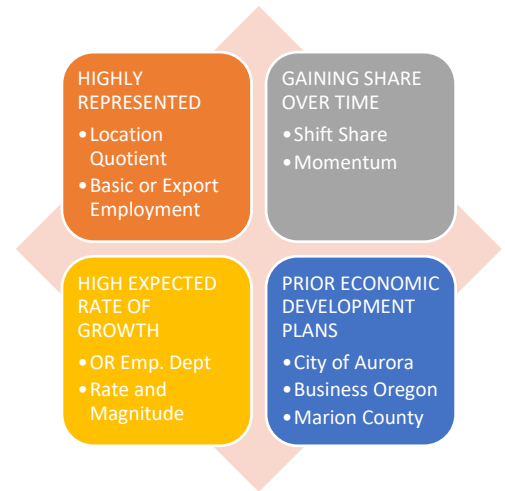 HIGHLY
REPRESENTED
•Location
Quotient
•Basic or Export
Employment
GAINING SHARE
OVER TIME
•Shift Share
•Momentum
HIGH EXPECTED
RATE OF
GROWTH
•OR Emp. Dept
•Rate and
Magnitude
PRIOR ECONOMIC
DEVELOPMENT
PLANS
•City of Aurora
•Business Oregon
•Marion County